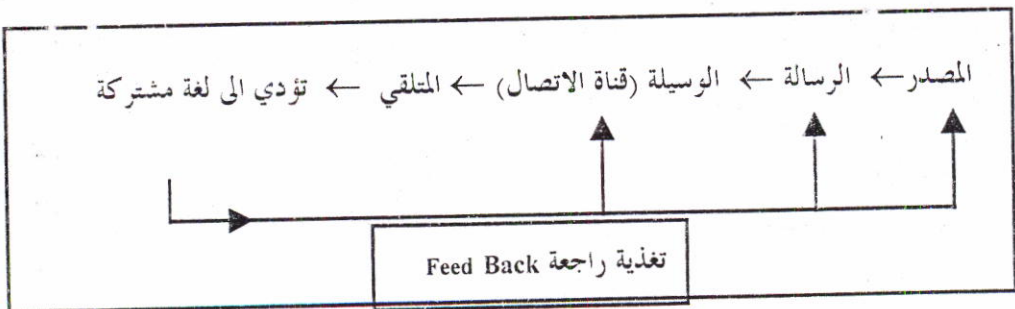 المصدر ← الرسالة ← الوسيلة (قناة الاتصال) ← المتلقي ← تؤدي الى لغة مشتركة
تغذية راجعة Feed Back